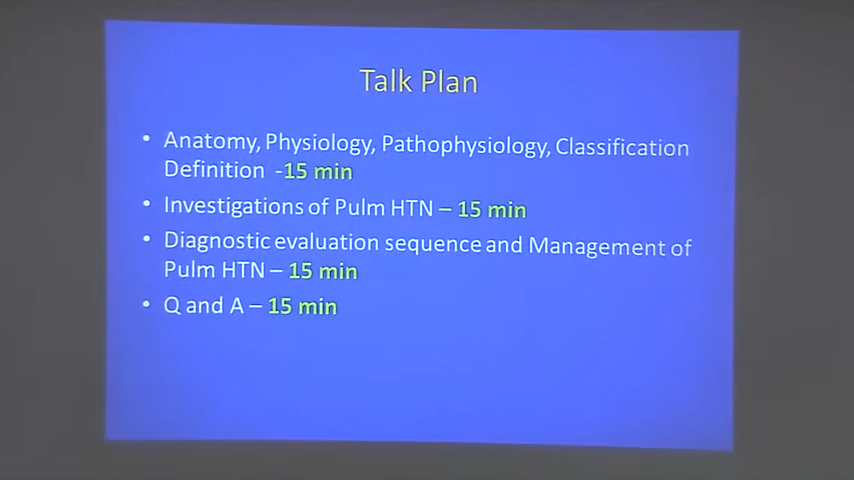 Talk Plan
• Anatomy, Physiology, Pathophysiology, Classification
Definition -15 min
• Investigations of Pulm HTN – 15 min
• Diagnostic evaluation sequence and Management of
Pulm HTN – 15 min
• Q and A – 15 min